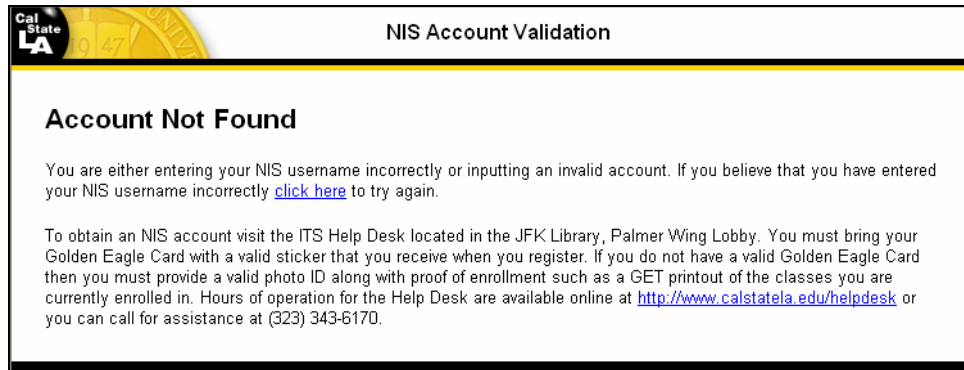 Cal
State
LA
1947
UNIVE
NIS Account Validation
Account Not Found
You are either entering your NIS username incorrectly or inputting an invalid account. If you believe that you have entered
your NIS username incorrectly click here to try again.
To obtain an NIS account visit the ITS Help Desk located in the JFK Library, Palmer Wing Lobby. You must bring your
Golden Eagle Card with a valid sticker that you receive when you register. If you do not have a valid Golden Eagle Card
then you must provide a valid photo ID along with proof of enrollment such as a GET printout of the classes you are
currently enrolled in. Hours of operation for the Help Desk are available online at http://www.calstatela.edu/helpdesk or
you can call for assistance at (323) 343-6170.